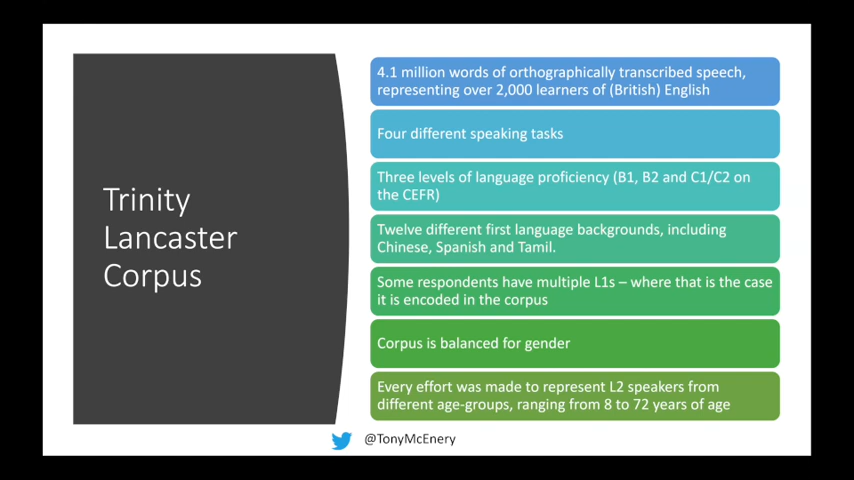 Trinity
Lancaster
Corpus
4.1 million words of orthographically transcribed speech,
representing over 2,000 learners of (British) English
Four different speaking tasks
Three levels of language proficiency (B1, B2 and C1/C2 on
the CEFR)
Twelve different first language backgrounds, including
Chinese, Spanish and Tamil.
Some respondents have multiple L1s – where that is the case
it is encoded in the corpus
Corpus is balanced for gender
Every effort was made to represent L2 speakers from
different age-groups, ranging from 8 to 72 years of age
@TonyMcEnery